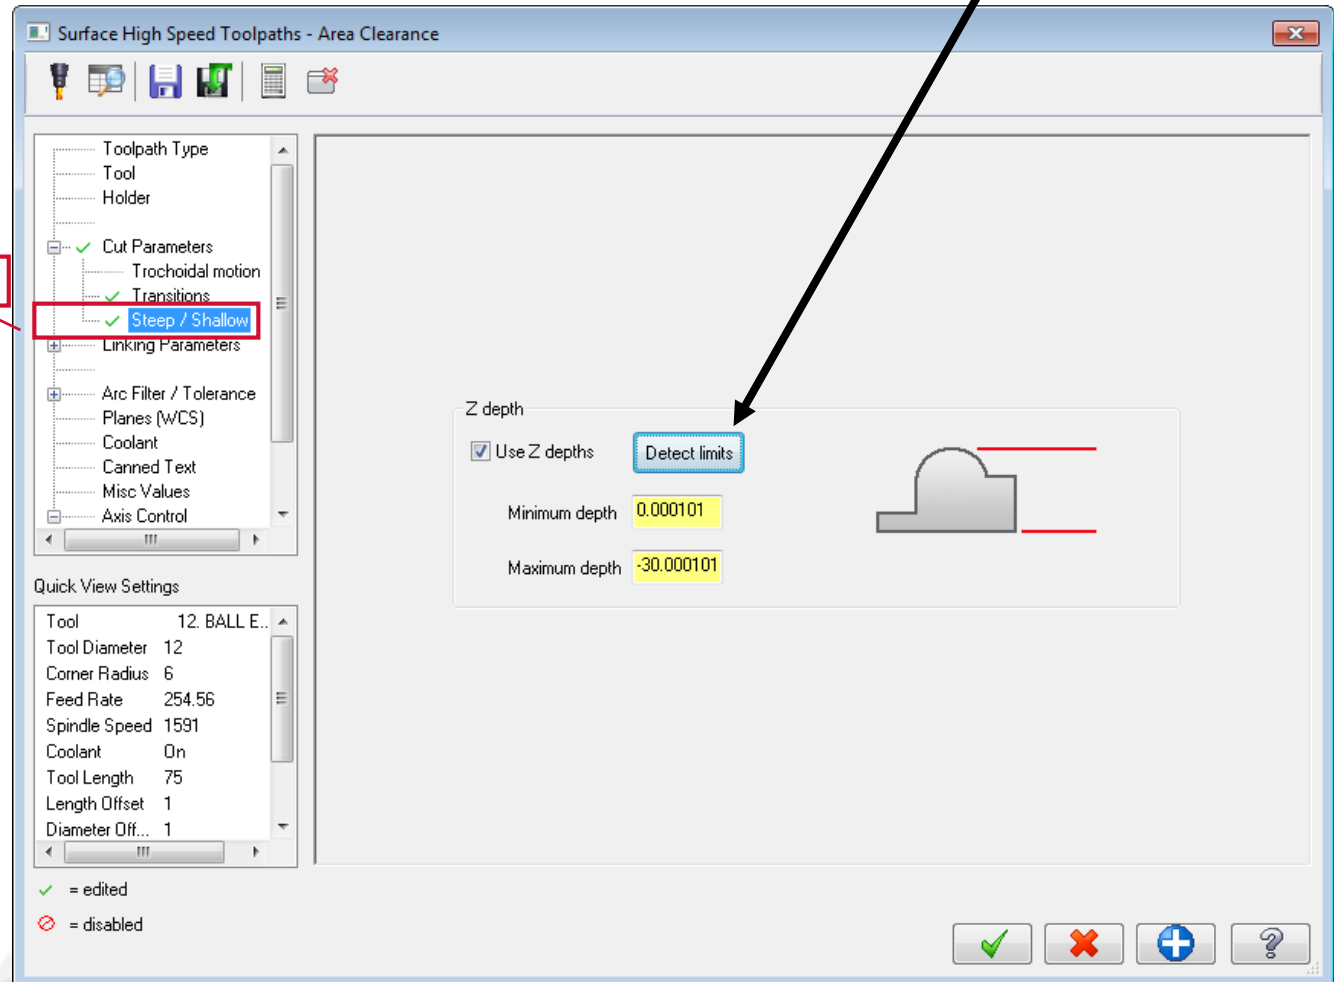 Surface High Speed Toolpaths - Area Clearance
Toolpath Type
Tool
Holder
Cut Parameters
Trochoidal motion
Transitions
Steep / Shallow
Linking Parameters
Arc Filter / Tolerance
Planes (WCS)
Coolant
Canned Text
Misc Values
Axis Control
Z depth
Use Z depths
Detect limits
Minimum depth 0.000101
Maximum depth -30.000101
Quick View Settings
Tool 12. BALL E...
Tool Diameter 12
Corner Radius 6
Feed Rate 254.56
Spindle Speed 1591
Coolant On
Tool Length 75
Length Offset 1
Diameter Off... 1
= edited
= disabled